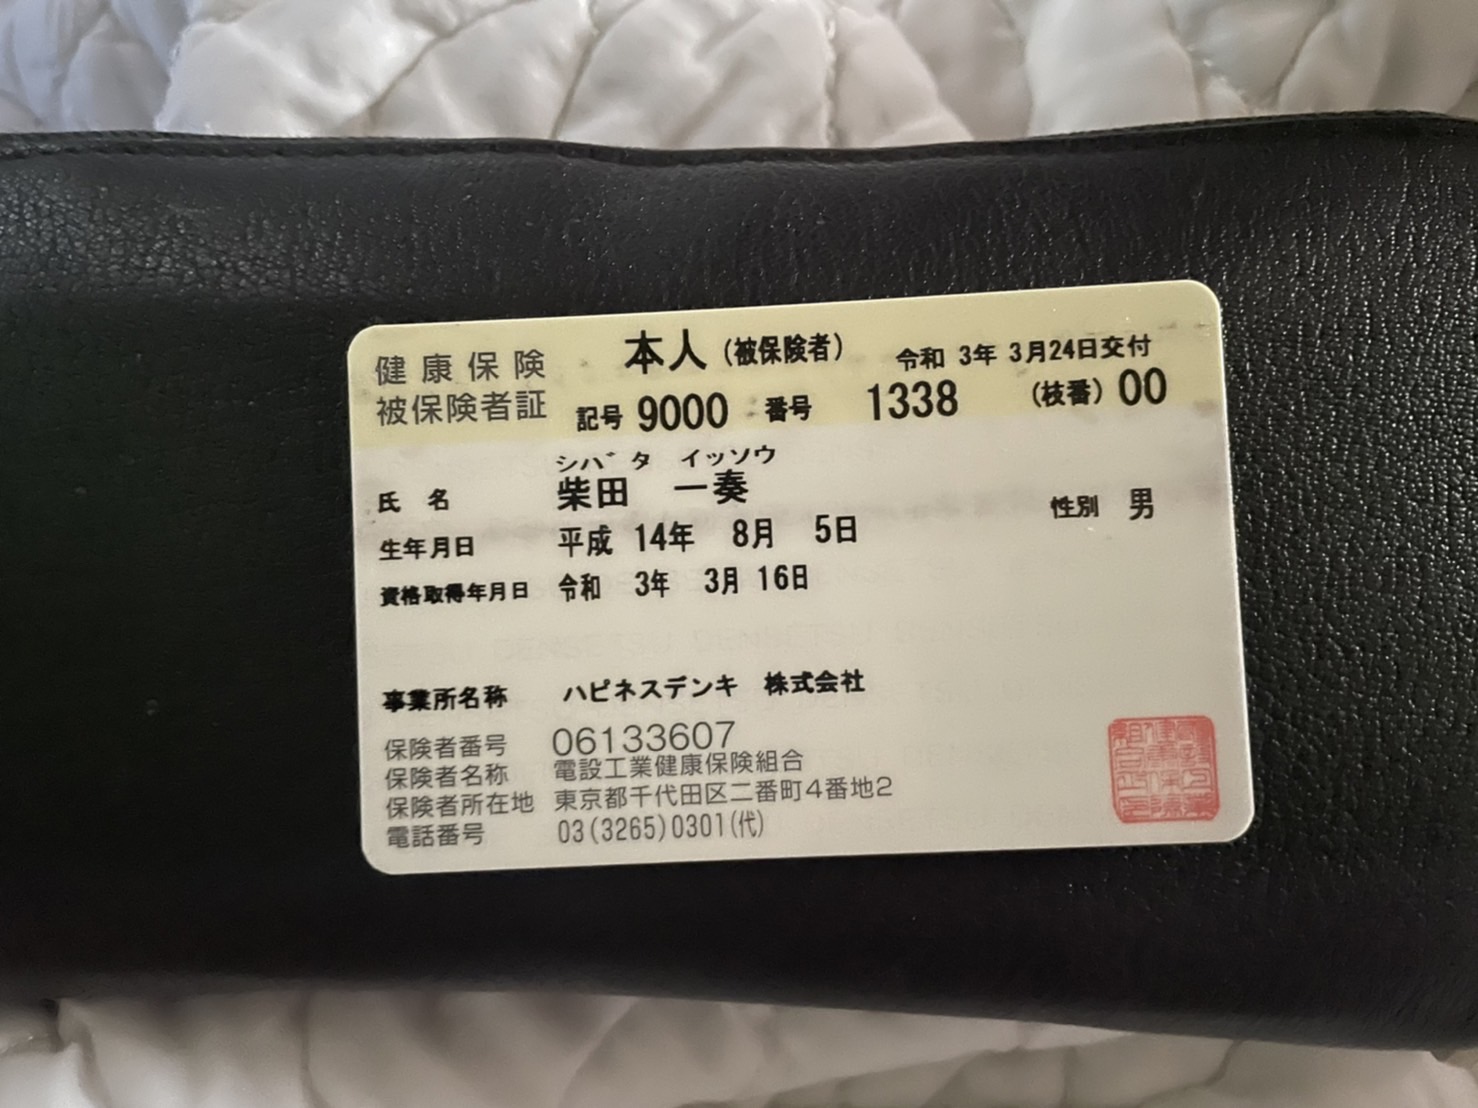 健康保険 本人(被保険者) 令和 3年 3月24日交付
被保険者証 記号 9000 番号 1338 (枝番) 00
シバタ イッソウ
氏名 柴田 一奏 性別 男
生年月日 平成 14年 8月 5日
資格取得年月日 令和 3年 3月 16日
事業所名称 ハピネスデンキ 株式会社
保険者番号 06133607
保険者名称 電設工業健康保険組合
保険者所在地 東京都千代田区二番町4番地2
電話番号 03(3265)0301(代)